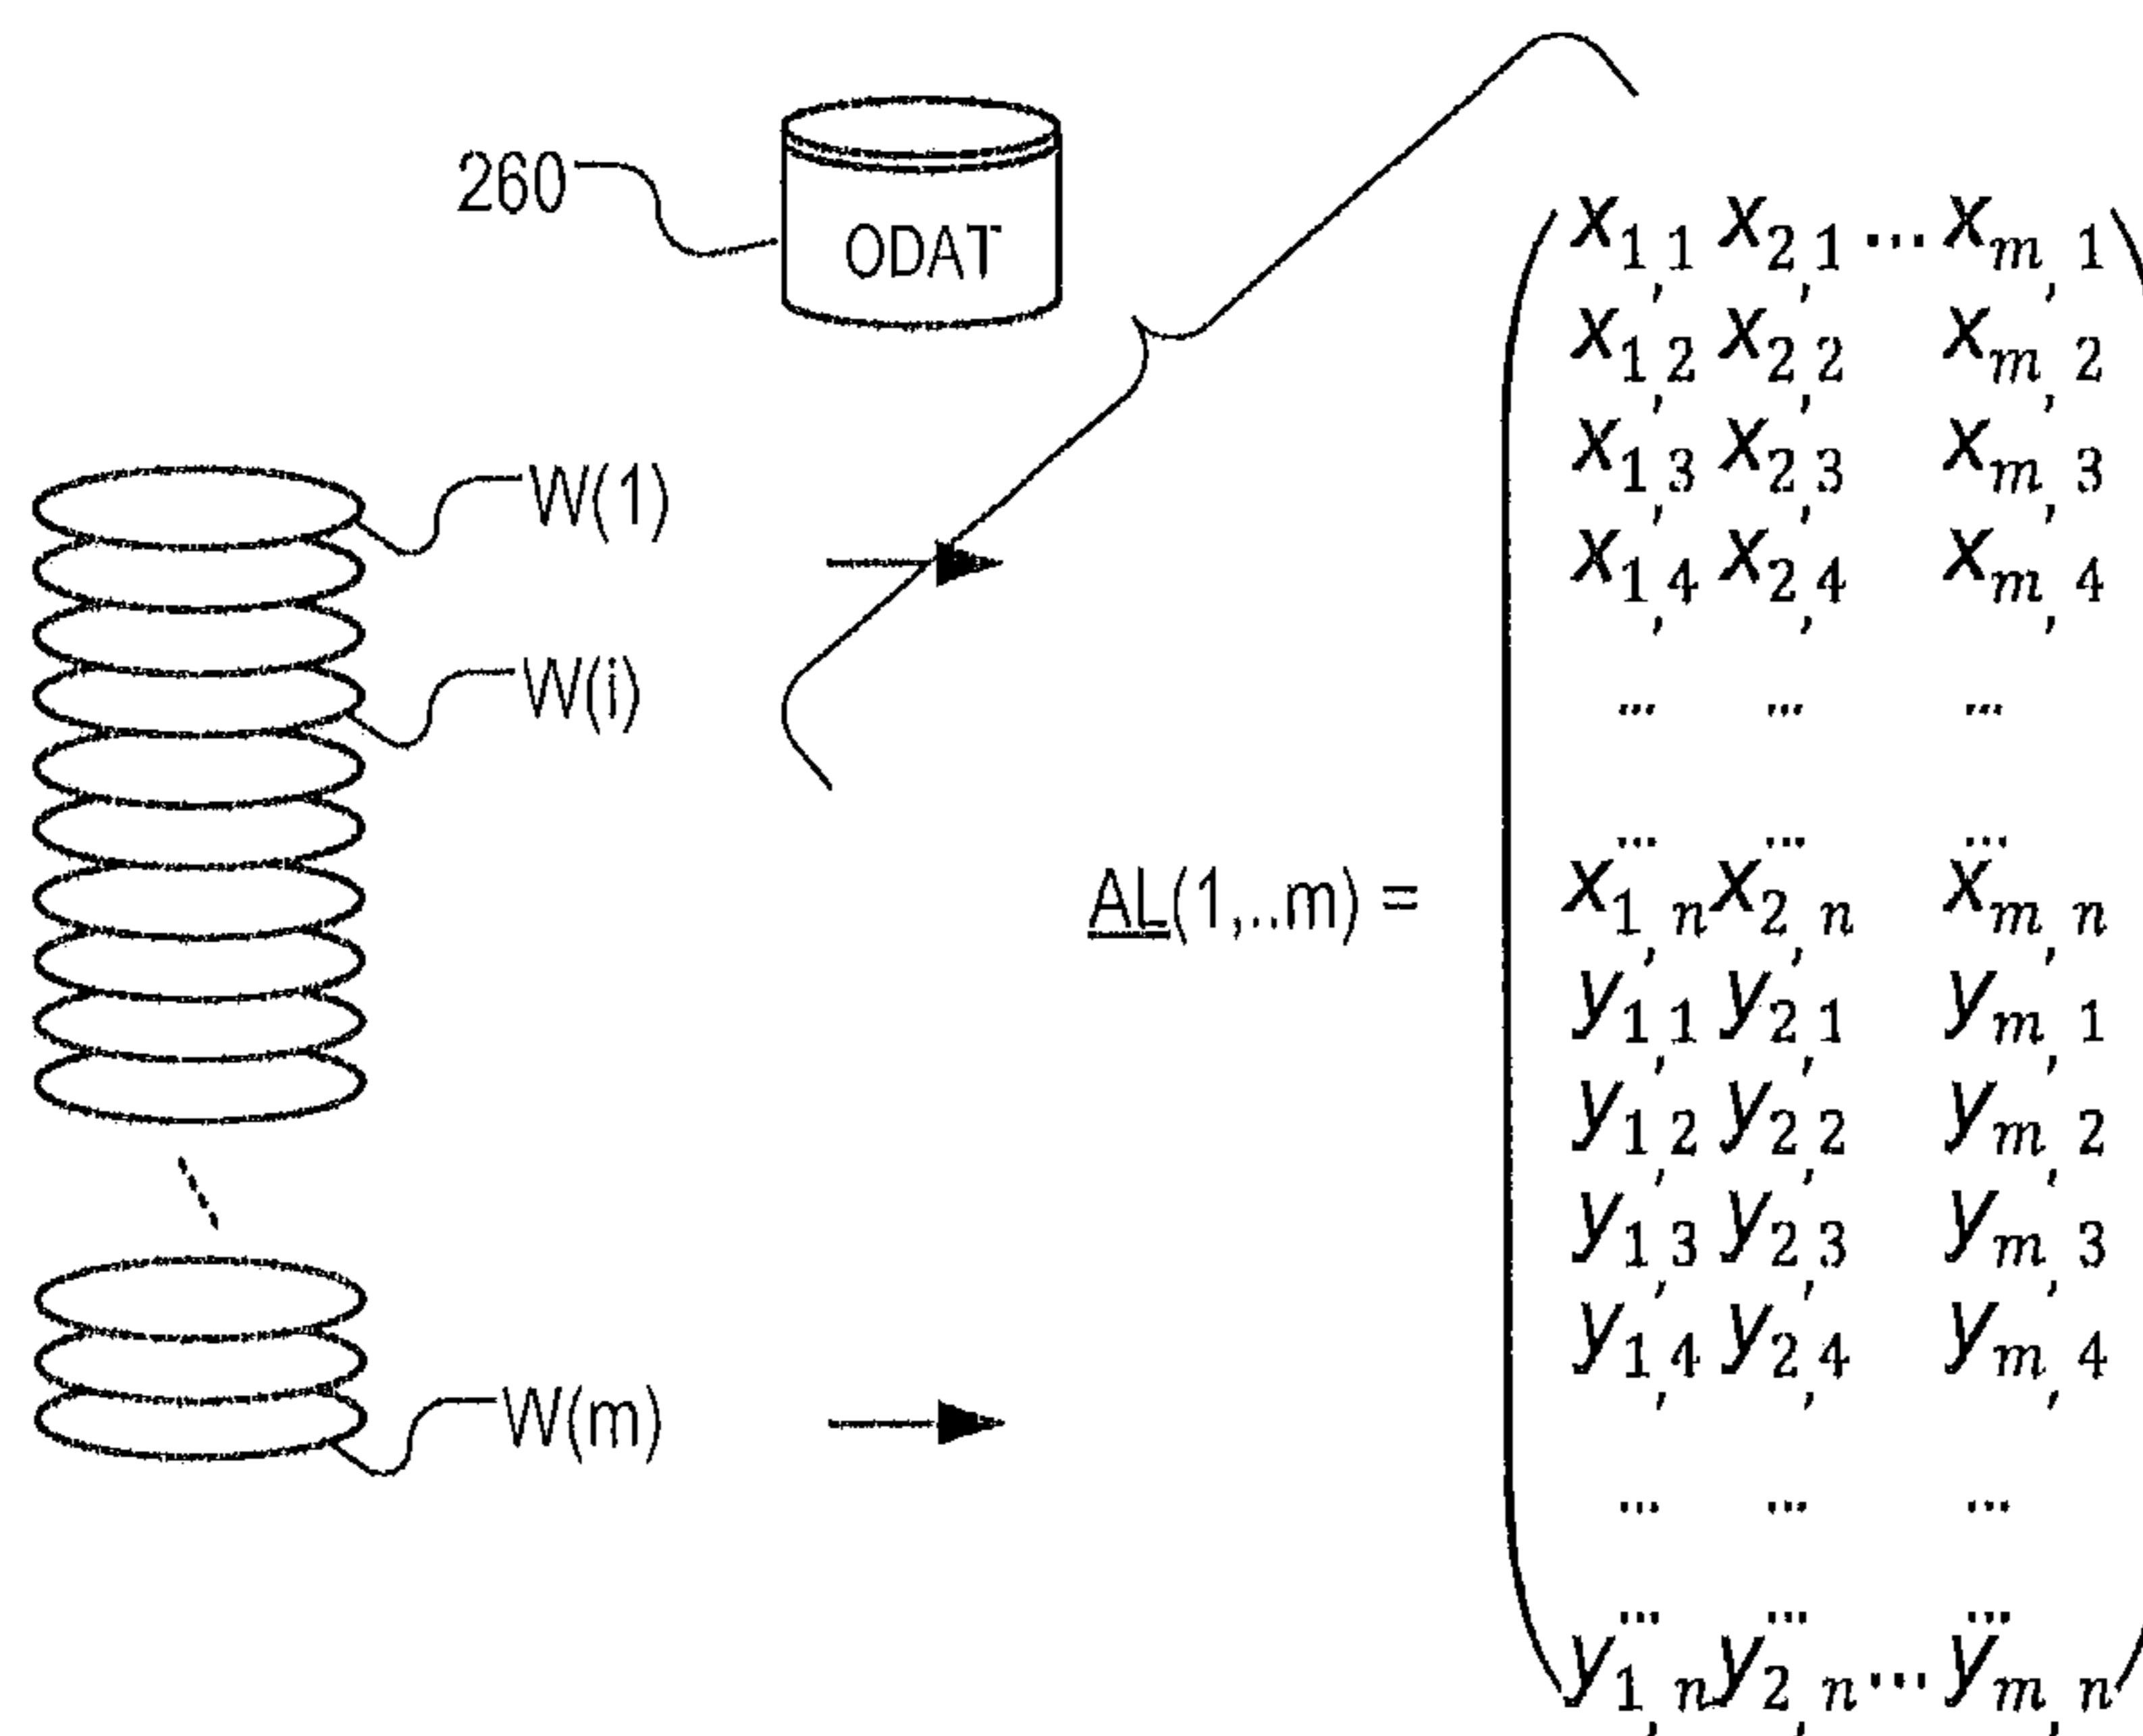 260
ODAT
W(1)
W(i)
W(m)
AL(1,..m) =
x1,1 x2,1 ... xm,1
x1,2 x2,2 xm,2
x1,3 x2,3 xm,3
x1,4 x2,4 xm,4
... ... ...
... ... ...
x1,n x2,n xm,n
y1,1 y2,1 ym,1
y1,2 y2,2 ym,2
y1,3 y2,3 ym,3
y1,4 y2,4 ym,4
... ... ...
... ... ...
y1,n y2,n ... ym,n